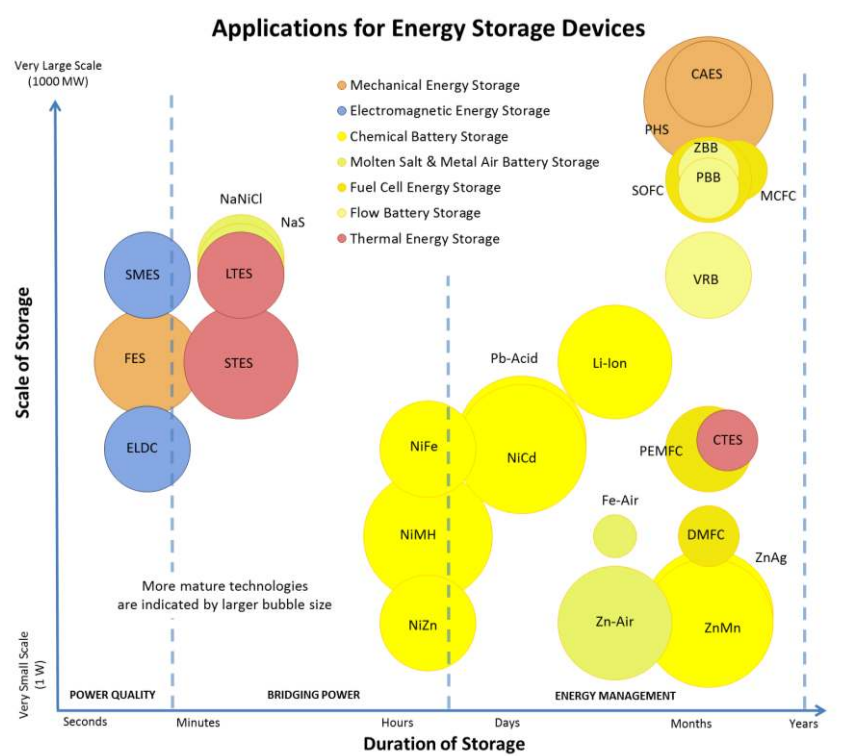 Applications for Energy Storage Devices
Very Large Scale
(1000 MW)
Mechanical Energy Storage
Electromagnetic Energy Storage
Chemical Battery Storage
Molten Salt & Metal Air Battery Storage
Fuel Cell Energy Storage
Flow Battery Storage
Thermal Energy Storage
CAES
PHS
ZBB
PBB
SOFC
MCFC
NaNiCl
NaS
SMES
LTES
VRB
FES
STES
Pb-Acid
Li-Ion
ELDC
NiFe
NiCd
PEMFC
CTES
Fe-Air
NiMH
DMFC
ZnAg
More mature technologies
are indicated by larger bubble size
NiZn
Zn-Air
ZnMn
Scale of Storage
Very Small Scale
(1 W)
POWER QUALITY
BRIDGING POWER
ENERGY MANAGEMENT
Seconds
Minutes
Hours
Days
Months
Years
Duration of Storage